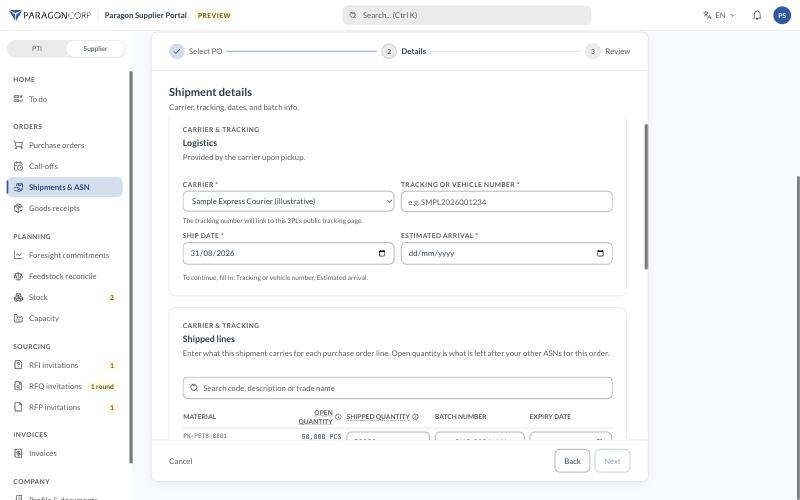 PARAGONCORP
Paragon Supplier Portal
PREVIEW
Search... (Ctrl K)
EN
PS
PTI
Supplier
HOME
To do
ORDERS
Purchase orders
Call-offs
Shipments & ASN
Goods receipts
PLANNING
Foresight commitments
Feedstock reconcile
Stock 2
Capacity
SOURCING
RFI invitations 1
RFQ invitations 1 round
RFP invitations 1
INVOICES
Invoices
COMPANY
Select PO
2 Details
3 Review
Shipment details
Carrier, tracking, dates, and batch info.
CARRIER & TRACKING
Logistics
Provided by the carrier upon pickup.
CARRIER *
TRACKING OR VEHICLE NUMBER *
Sample Express Courier (illustrative)
e.g. SMPL2026001234
The tracking number will link to this 3PL's public tracking page.
SHIP DATE *
ESTIMATED ARRIVAL *
31/08/2026
dd/mm/yyyy
To continue, fill in: Tracking or vehicle number, Estimated arrival.
CARRIER & TRACKING
Shipped lines
Enter what this shipment carries for each purchase order line. Open quantity is what is left after your other ASNs for this order.
Search code, description or trade name
MATERIAL
OPEN QUANTITY
SHIPPED QUANTITY
BATCH NUMBER
EXPIRY DATE
PM-PETB-8801
50,000 PCS
Cancel
Back
Next